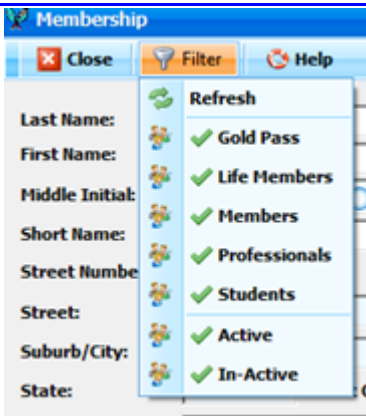 Membership
Close Filter Help
Refresh
Last Name:
Gold Pass
First Name:
Life Members
Middle Initial:
Members
Short Name:
Professionals
Street Numbe
Students
Street:
Active
Suburb/City:
In-Active
State: